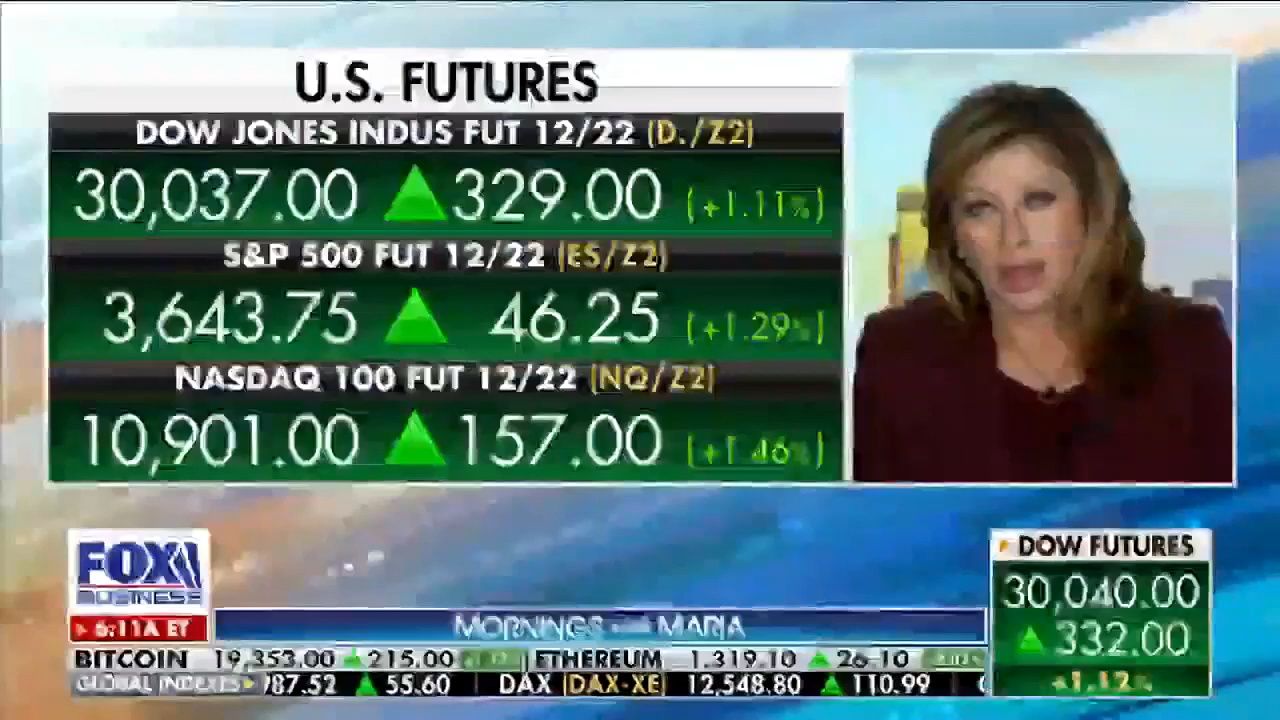 U.S. FUTURES
DOW JONES INDUS FUT 12/22 (D./Z2)
30,037.00 ▲ 329.00 (+1.11%)
S&P 500 FUT 12/22 (ES/Z2)
3,643.75 ▲ 46.25 (+1.29%)
NASDAQ 100 FUT 12/22 (NQ/Z2)
10,901.00 ▲ 157.00 (+1.46%)
FOX
BUSINESS
6:11A ET
MORNINGS WITH MARIA
DOW FUTURES
30,040.00
▲ 332.00
+1.12%
BITCOIN 19,353.00 ▲ 215.00 ETHEREUM 1,319.10 ▲ 26.10
GLOBAL INDEXES 787.52 ▲ 55.60 DAX (DAX-XE) 12,548.80 ▲ 110.99